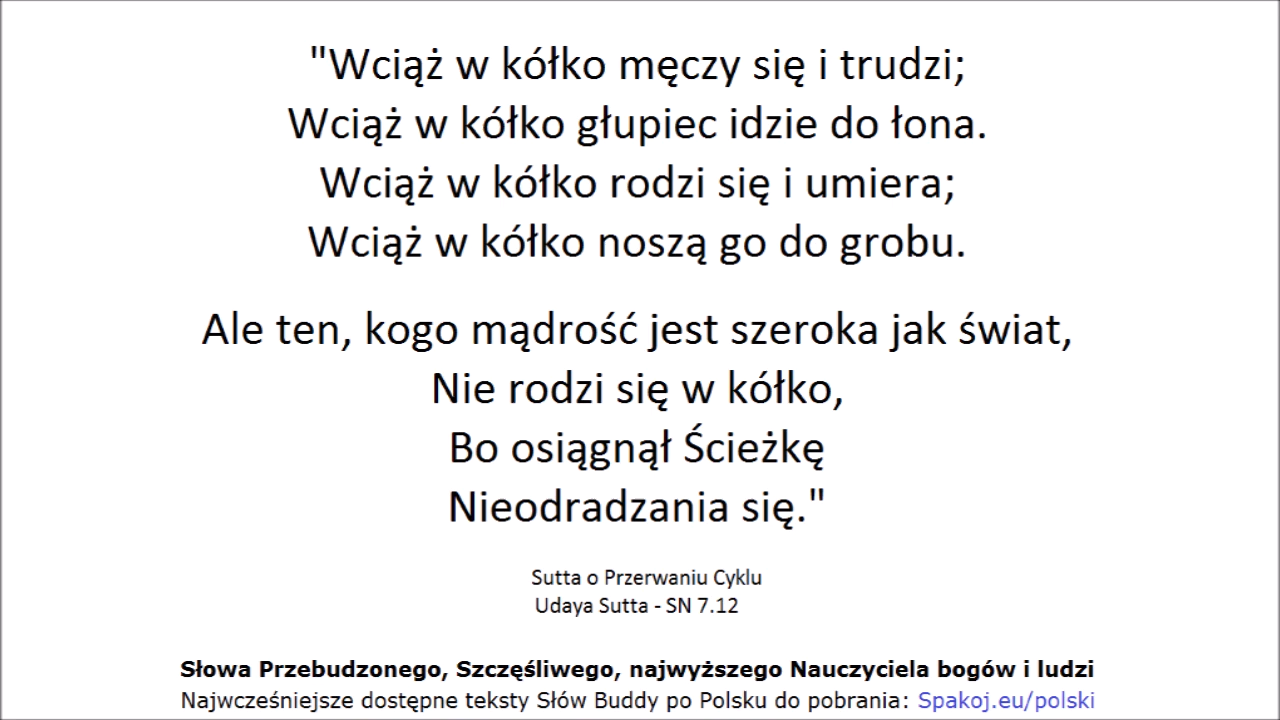 "Wciąż w kółko męczy się i trudzi;
Wciąż w kółko głupiec idzie do łona.
Wciąż w kółko rodzi się i umiera;
Wciąż w kółko noszą go do grobu.
Ale ten, kogo mądrość jest szeroka jak świat,
Nie rodzi się w kółko,
Bo osiągnął Ścieżkę
Nieodradzania się."
Sutta o Przerwaniu Cyklu
Udaya Sutta - SN 7.12
Słowa Przebudzonego, Szczęśliwego, najwyższego Nauczyciela bogów i ludzi
Najwcześniejsze dostępne teksty Słów Buddy po Polsku do pobrania: Spakoj.eu/polski